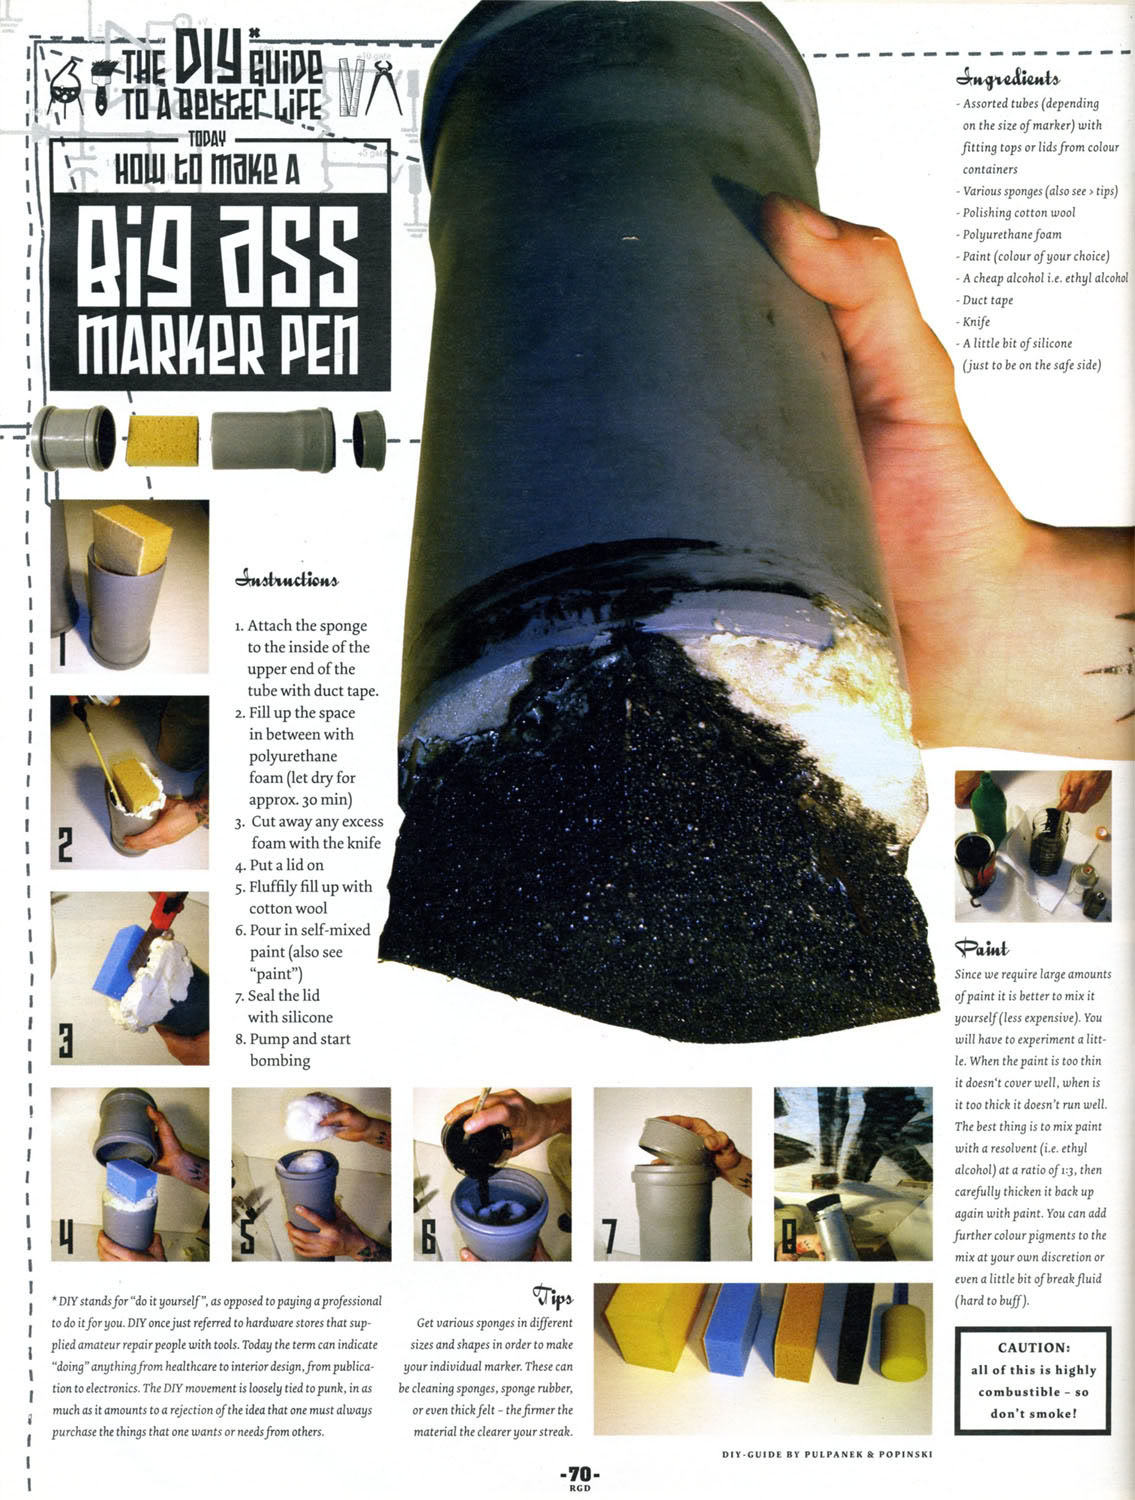 THE DIY* GUIDE
TO A BETTER LIFE
TODAY
HOW TO MAKE A
BIG ASS
MARKER PEN
Ingredients
- Assorted tubes (depending
on the size of marker) with
fitting tops or lids from colour
containers
- Various sponges (also see > tips)
- Polishing cotton wool
- Polyurethane foam
- Paint (colour of your choice)
- A cheap alcohol i.e. ethyl alcohol
- Duct tape
- Knife
- A little bit of silicone
(just to be on the safe side)
1
2
3
Instructions
1. Attach the sponge
to the inside of the
upper end of the
tube with duct tape.
2. Fill up the space
in between with
polyurethane
foam (let dry for
approx. 30 min)
3. Cut away any excess
foam with the knife
4. Put a lid on
5. Fluffily fill up with
cotton wool
6. Pour in self-mixed
paint (also see
“paint”)
7. Seal the lid
with silicone
8. Pump and start
bombing
4
5
6
7
8
Paint
Since we require large amounts
of paint it is better to mix it
yourself (less expensive). You
will have to experiment a litt-
le. When the paint is too thin
it doesn‘t cover well, when is
it too thick it doesn’t run well.
The best thing is to mix paint
with a resolvent (i.e. ethyl
alcohol) at a ratio of 1:3, then
carefully thicken it back up
again with paint. You can add
further colour pigments to the
mix at your own discretion or
even a little bit of break fluid
(hard to buff).
* DIY stands for “do it yourself”, as opposed to paying a professional
to do it for you. DIY once just referred to hardware stores that sup-
plied amateur repair people with tools. Today the term can indicate
“doing” anything from healthcare to interior design, from publica-
tion to electronics. The DIY movement is loosely tied to punk, in as
much as it amounts to a rejection of the idea that one must always
purchase the things that one wants or needs from others.
Tips
Get various sponges in different
sizes and shapes in order to make
your individual marker. These can
be cleaning sponges, sponge rubber,
or even thick felt – the firmer the
material the clearer your streak.
CAUTION:
all of this is highly
combustible – so
don’t smoke!
DIY-GUIDE BY PULPANEK & POPINSKI
-70-
RGD